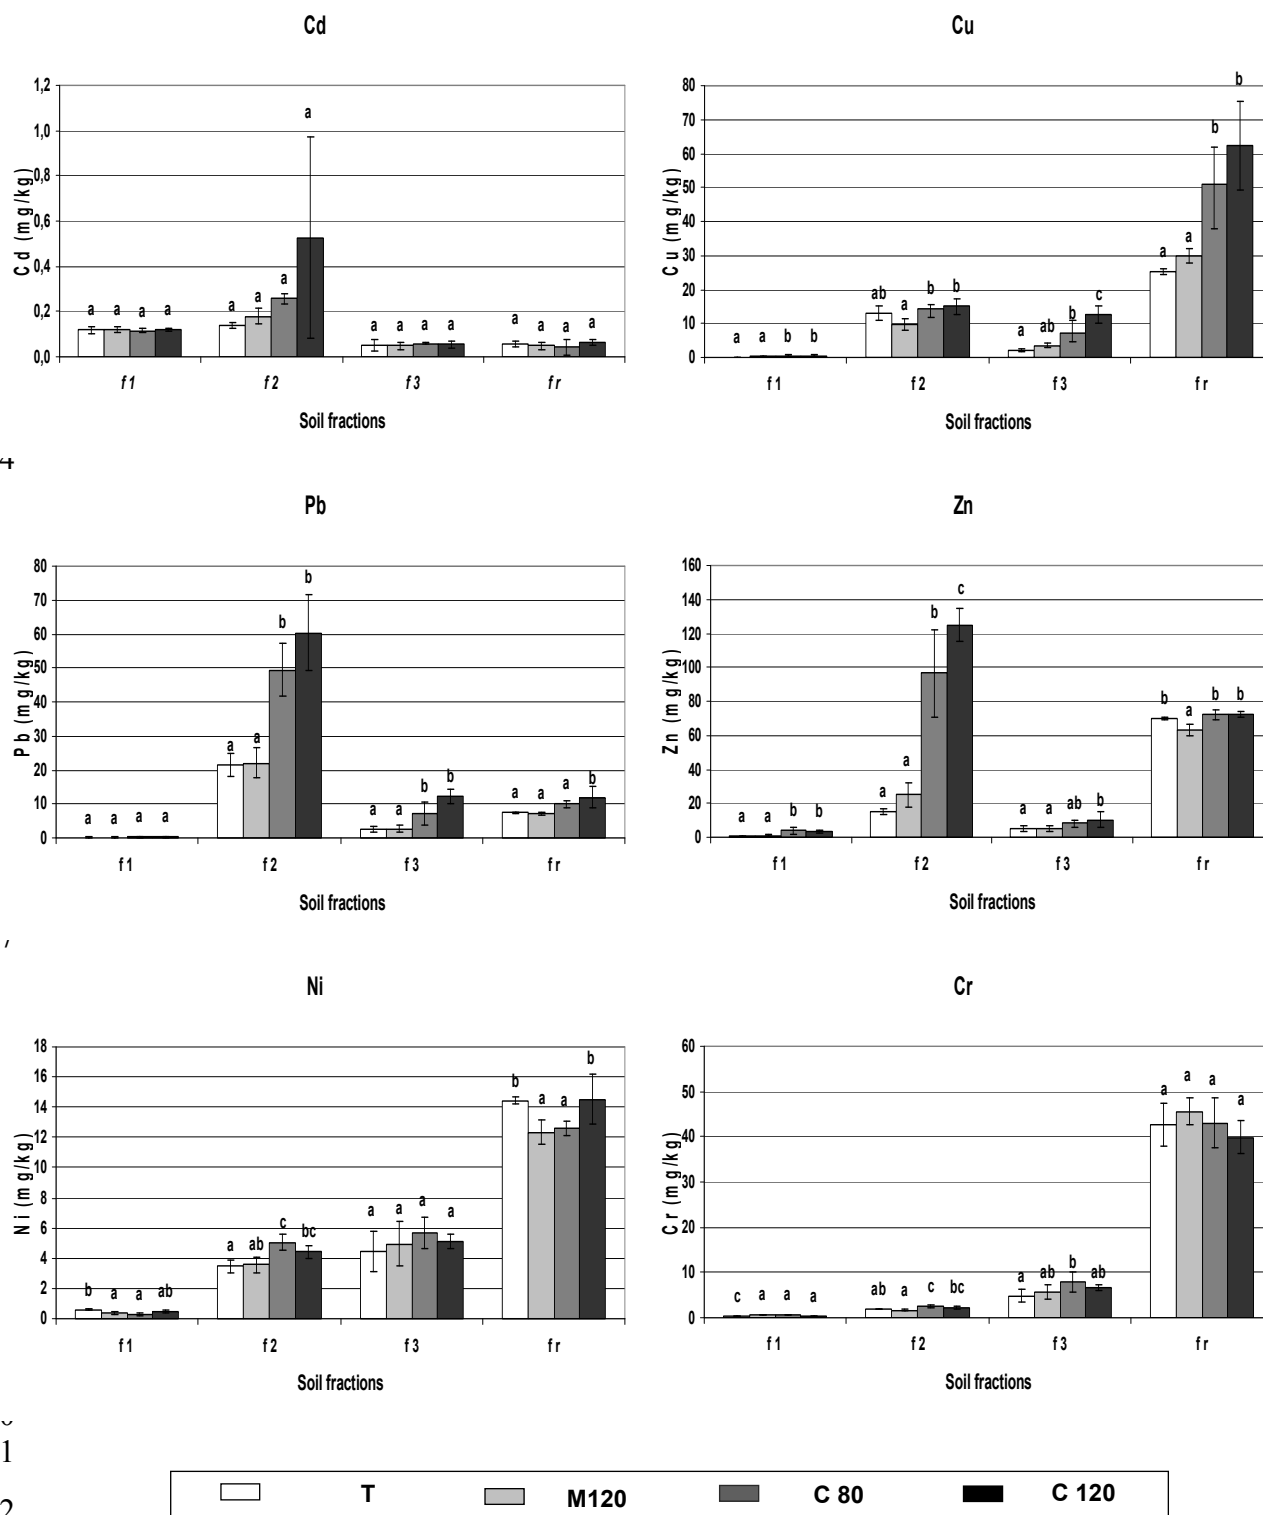 Cd
Cu
1,2
1,0
0,8
0,6
0,4
0,2
0,0
Cd (mg/kg)
a a a a
a a a a
a a a a
a a a a
f1 f2 f3 fr
Soil fractions
80
70
60
50
40
30
20
10
0
Cu (mg/kg)
a a b b
ab a b b
a ab b c
a a b b
f1 f2 f3 fr
Soil fractions
Pb
Zn
80
70
60
50
40
30
20
10
0
Pb (mg/kg)
a a a a
a a b b
a a b b
a a a b
f1 f2 f3 fr
Soil fractions
160
140
120
100
80
60
40
20
0
Zn (mg/kg)
a a b b
a a b c
a a ab b
b a b b
f1 f2 f3 fr
Soil fractions
Ni
Cr
18
16
14
12
10
8
6
4
2
0
Ni (mg/kg)
b a a ab
a ab c bc
a a a a
b a a b
f1 f2 f3 fr
Soil fractions
60
50
40
30
20
10
0
Cr (mg/kg)
c a a a
ab a c bc
a ab b ab
a a a a
f1 f2 f3 fr
Soil fractions
1
2
T M120 C 80 C 120